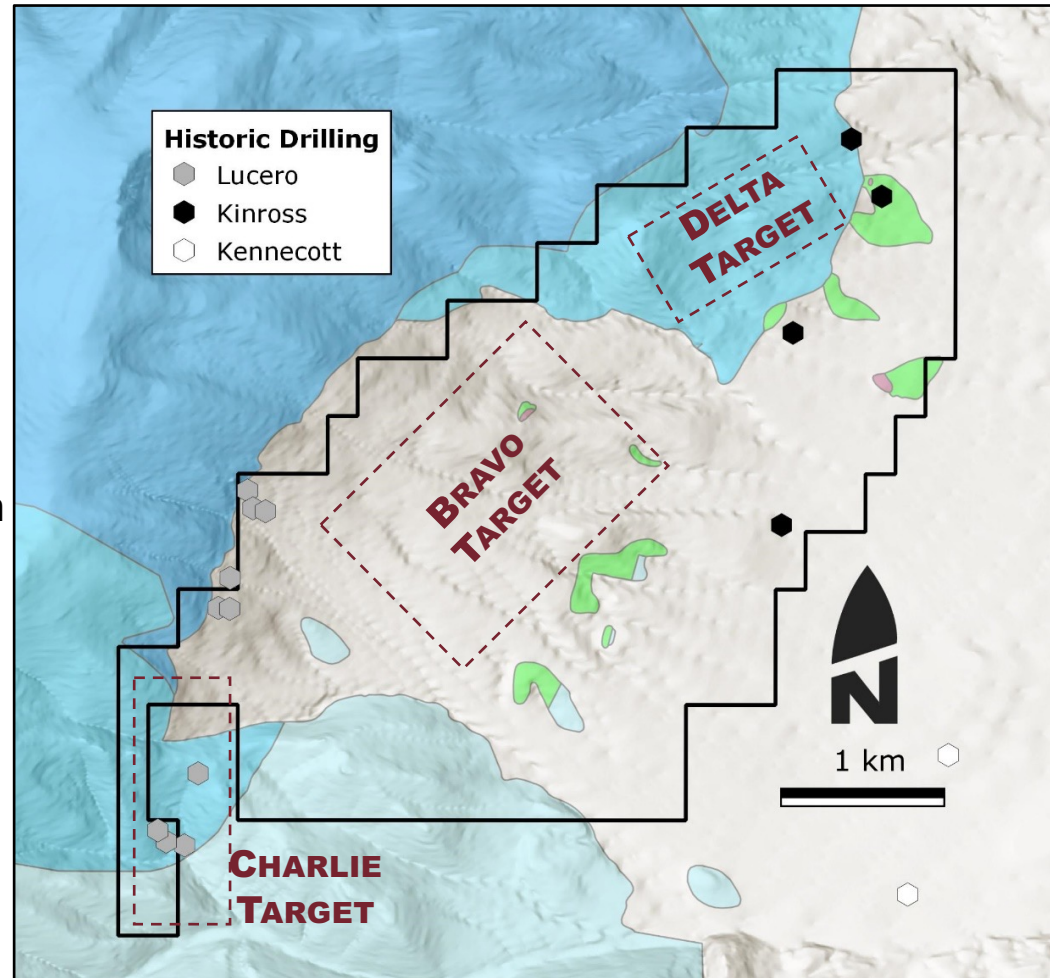 Historic Drilling
Lucero
Kinross
Kennecott
DELTA
TARGET
BRAVO
TARGET
N
1 km
CHARLIE
TARGET